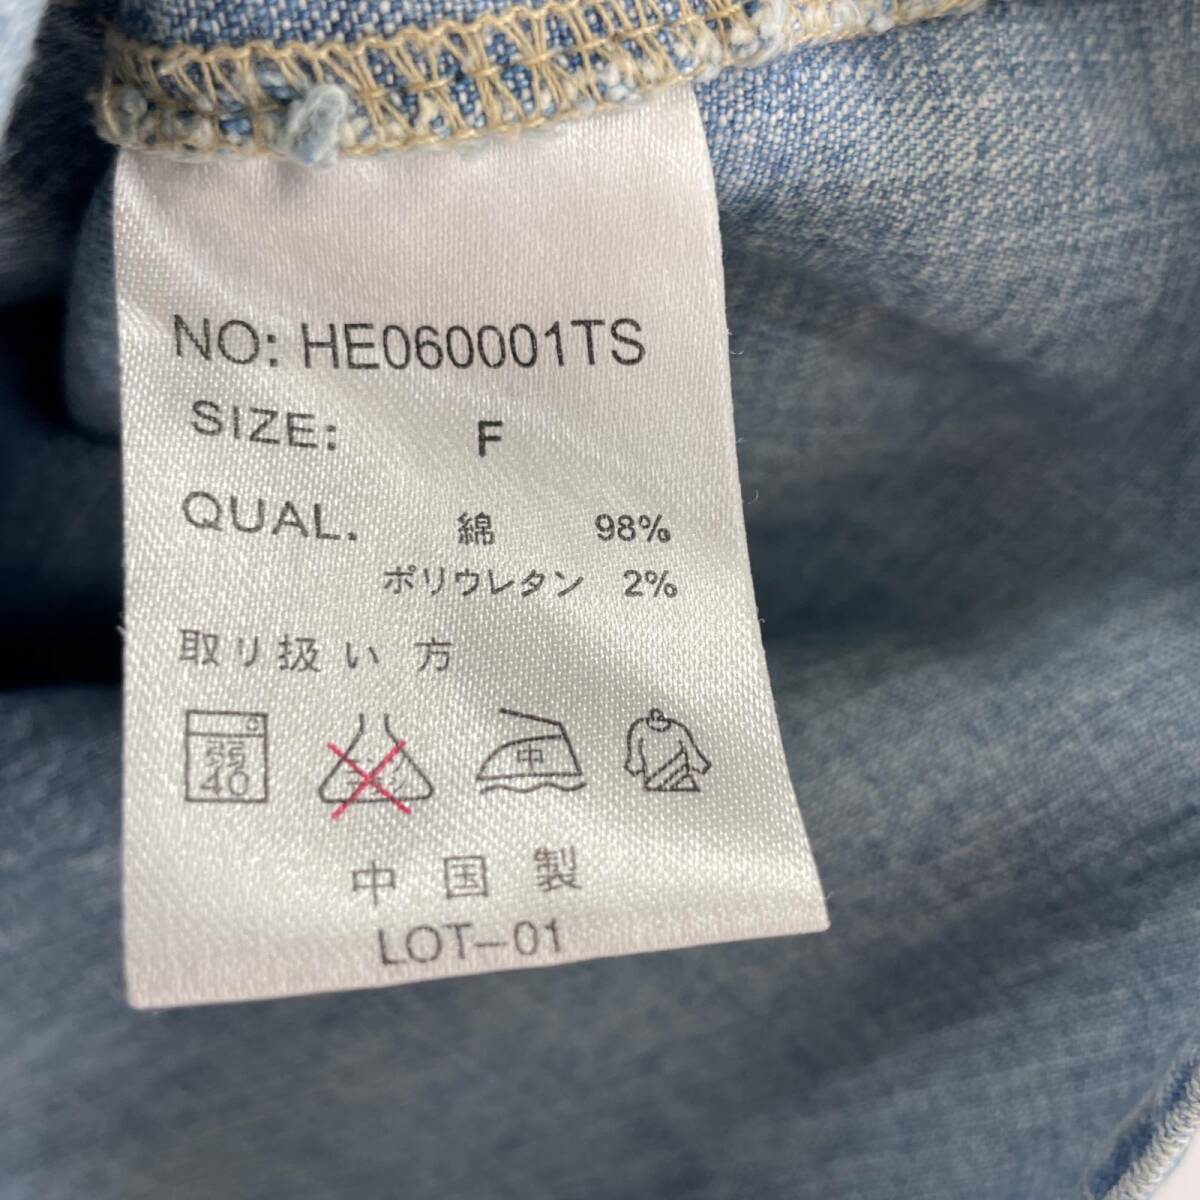 NO: HE060001TS
SIZE: F
QUAL. 綿 98%
ポリウレタン 2%
取り扱い方
弱
40
中
中国製
LOT-01